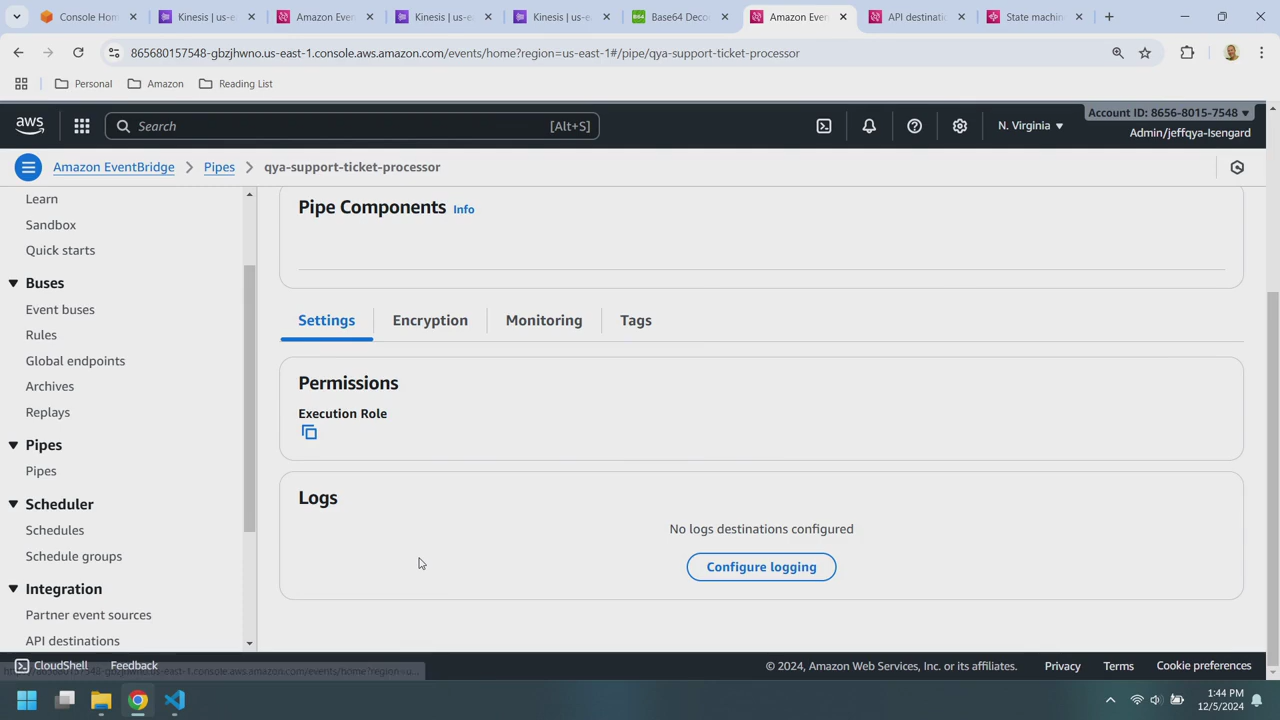 Console Hom
Kinesis | us-e
Amazon Even
Kinesis | us-e
Kinesis | us-e
Base64 Decod
Amazon Even
API destinati
State machin
865680157548-gbzjhwno.us-east-1.console.aws.amazon.com/events/home?region=us-east-1#/pipe/qya-support-ticket-processor
Personal
Amazon
Reading List
aws
Search
[Alt+S]
N. Virginia
Account ID: 8656-8015-7548
Admin/jeffqya-Isengard
Amazon EventBridge
Pipes
qya-support-ticket-processor
Learn
Sandbox
Quick starts
Buses
Event buses
Rules
Global endpoints
Archives
Replays
Pipes
Pipes
Scheduler
Schedules
Schedule groups
Integration
Partner event sources
API destinations
Pipe Components Info
Settings
Encryption
Monitoring
Tags
Permissions
Execution Role
Logs
No logs destinations configured
Configure logging
CloudShell
Feedback
© 2024, Amazon Web Services, Inc. or its affiliates.
Privacy
Terms
Cookie preferences
1:44 PM
12/5/2024